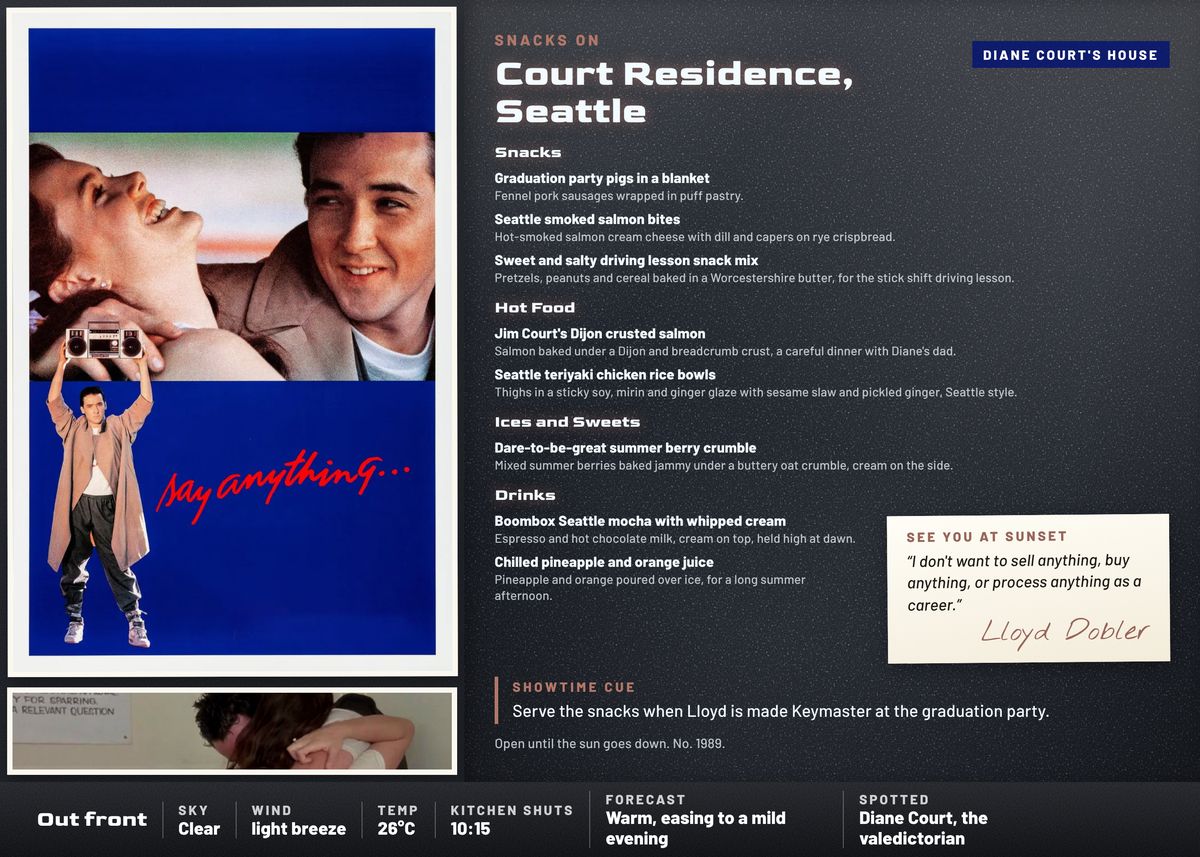 say anything...
Y FOR SPARRING.
A RELEVANT QUESTION
SNACKS ON
Court Residence,
Seattle
DIANE COURT'S HOUSE
Snacks
Graduation party pigs in a blanket
Fennel pork sausages wrapped in puff pastry.
Seattle smoked salmon bites
Hot-smoked salmon cream cheese with dill and capers on rye crispbread.
Sweet and salty driving lesson snack mix
Pretzels, peanuts and cereal baked in a Worcestershire butter, for the stick shift driving lesson.
Hot Food
Jim Court's Dijon crusted salmon
Salmon baked under a Dijon and breadcrumb crust, a careful dinner with Diane's dad.
Seattle teriyaki chicken rice bowls
Thighs in a sticky soy, mirin and ginger glaze with sesame slaw and pickled ginger, Seattle style.
Ices and Sweets
Dare-to-be-great summer berry crumble
Mixed summer berries baked jammy under a buttery oat crumble, cream on the side.
Drinks
Boombox Seattle mocha with whipped cream
Espresso and hot chocolate milk, cream on top, held high at dawn.
Chilled pineapple and orange juice
Pineapple and orange poured over ice, for a long summer
afternoon.
SEE YOU AT SUNSET
“I don't want to sell anything, buy
anything, or process anything as a
career.”
Lloyd Dobler
SHOWTIME CUE
Serve the snacks when Lloyd is made Keymaster at the graduation party.
Open until the sun goes down. No. 1989.
Out front
SKY
Clear
WIND
light breeze
TEMP
26°C
KITCHEN SHUTS
10:15
FORECAST
Warm, easing to a mild
evening
SPOTTED
Diane Court, the
valedictorian